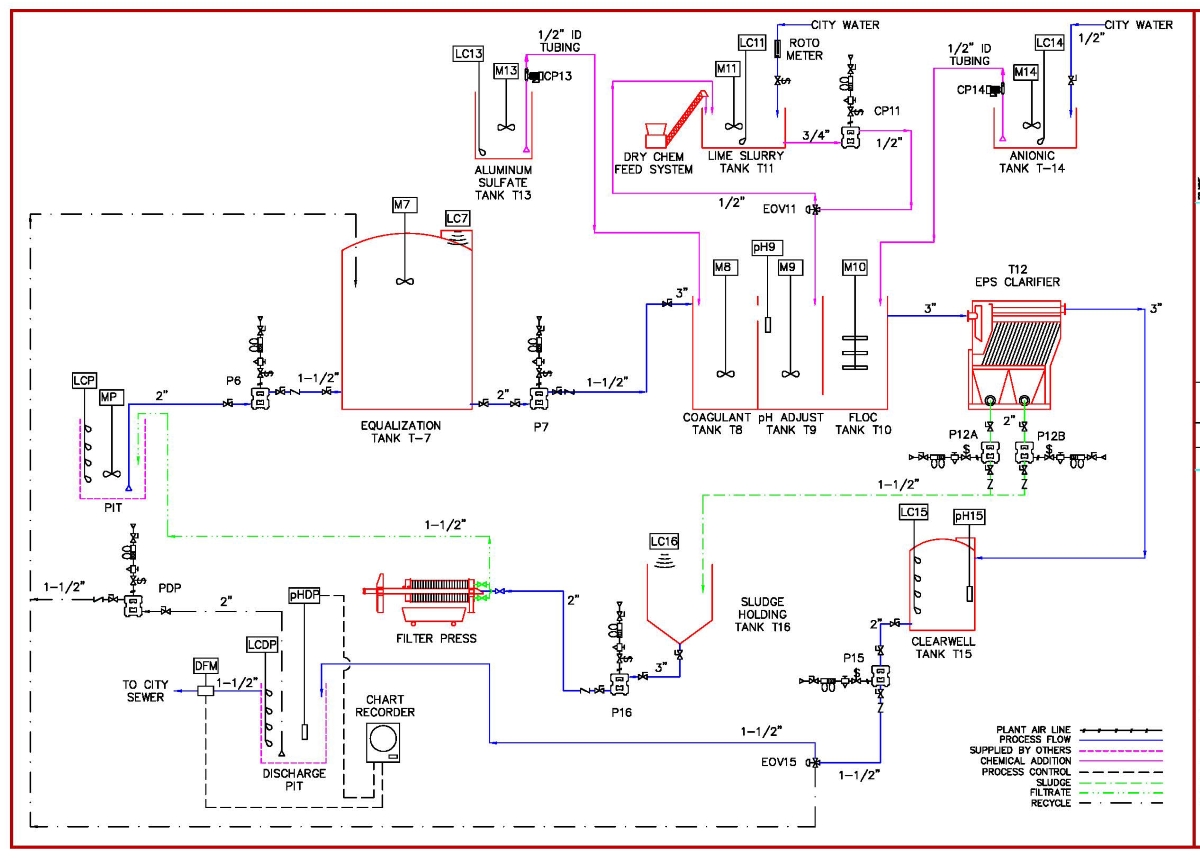 CITY WATER
CITY WATER
1/2" ID
TUBING
LC13
M13
CP13
LC11
M11
ROTO
METER
1/2" ID
TUBING
LC14
M14
1/2"
CP14
CP11
3/4"
1/2"
DRY CHEM
FEED SYSTEM
LIME SLURRY
TANK T11
ANIONIC
TANK T-14
ALUMINUM
SULFATE
TANK T13
1/2"
EOV11
M7
LC7
pH9
M8
M9
M10
T12
EPS CLARIFIER
3"
3"
3"
P6
1-1/2"
2"
1-1/2"
P7
LCP
MP
2"
EQUALIZATION
TANK T-7
COAGULANT
TANK T8
pH ADJUST
TANK T9
FLOC
TANK T10
2"
P12A
P12B
1-1/2"
PIT
1-1/2"
LC15
pH15
LC16
1-1/2"
PDP
2"
pHDP
FILTER PRESS
2"
SLUDGE
HOLDING
TANK T16
2"
CLEARWELL
TANK T15
LCDP
DFM
3"
P15
TO CITY
SEWER
1-1/2"
CHART
RECORDER
P16
1-1/2"
DISCHARGE
PIT
EOV15
1-1/2"
PLANT AIR LINE
PROCESS FLOW
SUPPLIED BY OTHERS
CHEMICAL ADDITION
PROCESS CONTROL
SLUDGE
FILTRATE
RECYCLE